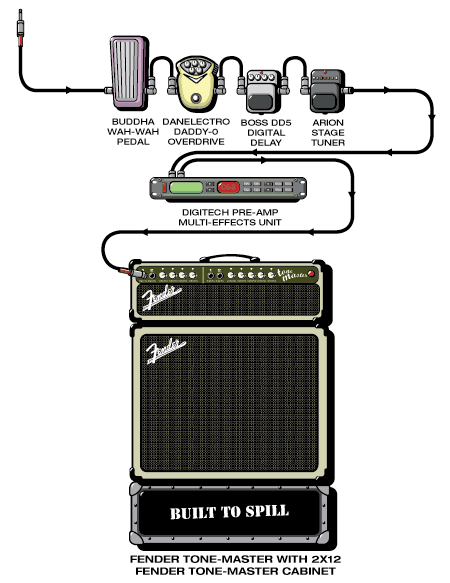 BUDDHA
WAH-WAH
PEDAL
DANELECTRO
DADDY-O
OVERDRIVE
BOSS DD5
DIGITAL
DELAY
ARION
STAGE
TUNER
DIGITECH PRE-AMP
MULTI-EFFECTS UNIT
Fender
tone
master
Fender
BUILT TO SPILL
FENDER TONE-MASTER WITH 2X12
FENDER TONE-MASTER CABINET